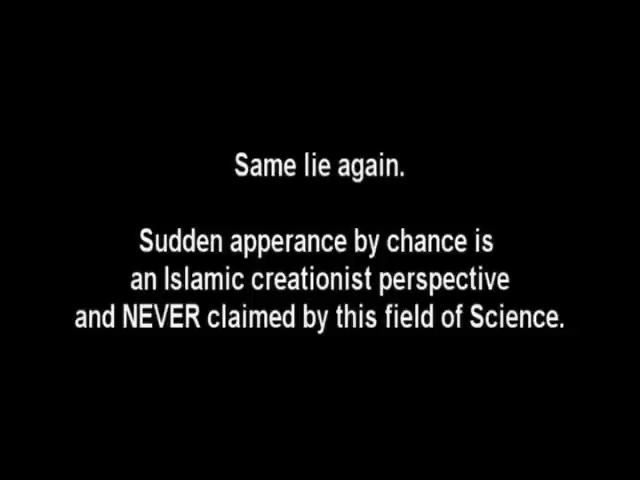 Same lie again.
Sudden apperance by chance is
an Islamic creationist perspective
and NEVER claimed by this field of Science.